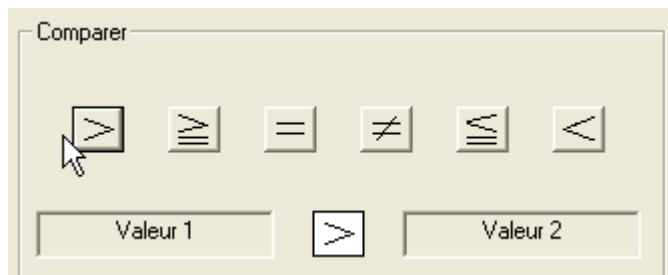 Comparer
> ≧ = ≠ ≦ <
Valeur 1 > Valeur 2